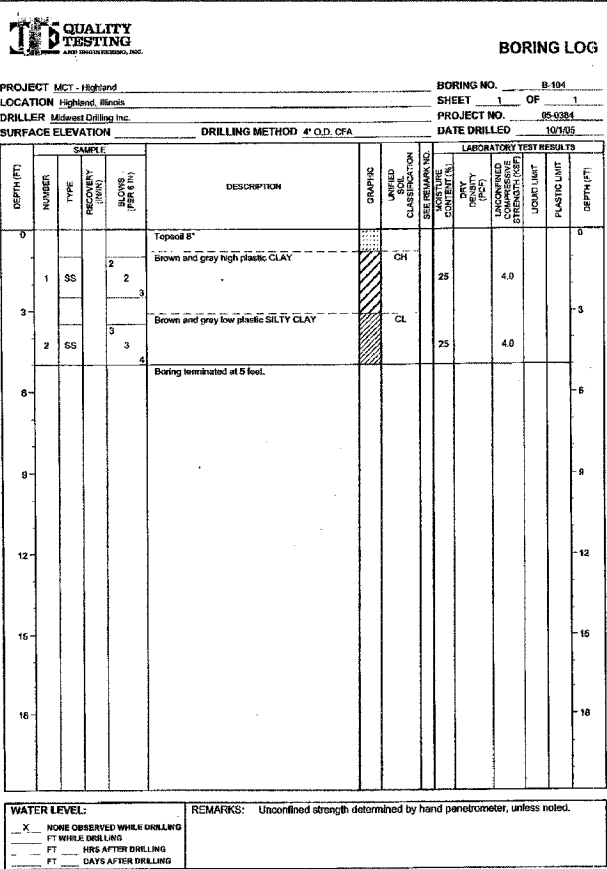 QUALITY
TESTING
AND ENGINEERING, INC.
BORING LOG
PROJECT MCT - Highland BORING NO. B-104
LOCATION Highland, Illinois SHEET 1 OF 1
DRILLER Midwest Drilling Inc. PROJECT NO. 05-0384
SURFACE ELEVATION DRILLING METHOD 4" O.D. CFA DATE DRILLED 10/1/05
SAMPLE LABORATORY TEST RESULTS
DEPTH (FT) NUMBER TYPE RECOVERY (IN/IN) BLOWS (PER 6 IN) DESCRIPTION GRAPHIC UNIFIED SOIL CLASSIFICATION SEE REMARK NO. MOISTURE CONTENT (%) DRY DENSITY (PCF) UNCONFINED COMPRESSIVE STRENGTH (KSF) LIQUID LIMIT PLASTIC LIMIT DEPTH (FT)
0 Topsoil 8" 0
2 Brown and gray high plastic CLAY CH
1 SS 2 25 4.0
3
3 3
3 Brown and gray low plastic SILTY CLAY CL
2 SS 3 25 4.0
4
Boring terminated at 5 feet.
6 6
9 9
12 12
15 15
18 18
WATER LEVEL: REMARKS: Unconfined strength determined by hand penetrometer, unless noted.
X NONE OBSERVED WHILE DRILLING
FT WHILE DRILLING
FT HRS AFTER DRILLING
FT DAYS AFTER DRILLING